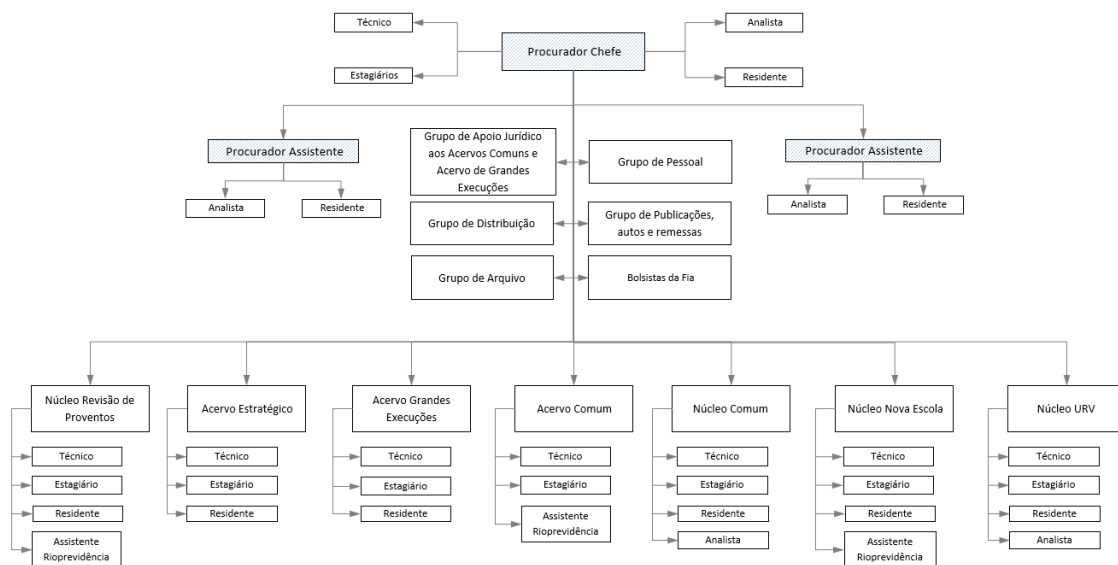 Técnico
Analista
Procurador Chefe
Estagiários
Residente
Procurador Assistente
Analista
Residente
Grupo de Apoio Jurídico
aos Acervos Comuns e
Acervo de Grandes
Execuções
Grupo de Pessoal
Procurador Assistente
Analista
Residente
Grupo de Distribuição
Grupo de Publicações,
autos e remessas
Grupo de Arquivo
Bolsistas da Fia
Núcleo Revisão de
Proventos
Técnico
Estagiário
Residente
Assistente
Rioprevidência
Acervo Estratégico
Técnico
Estagiário
Residente
Acervo Grandes
Execuções
Técnico
Estagiário
Residente
Acervo Comum
Técnico
Estagiário
Assistente
Rioprevidência
Núcleo Comum
Técnico
Estagiário
Residente
Analista
Núcleo Nova Escola
Técnico
Estagiário
Residente
Assistente
Rioprevidência
Núcleo URV
Técnico
Estagiário
Residente
Analista